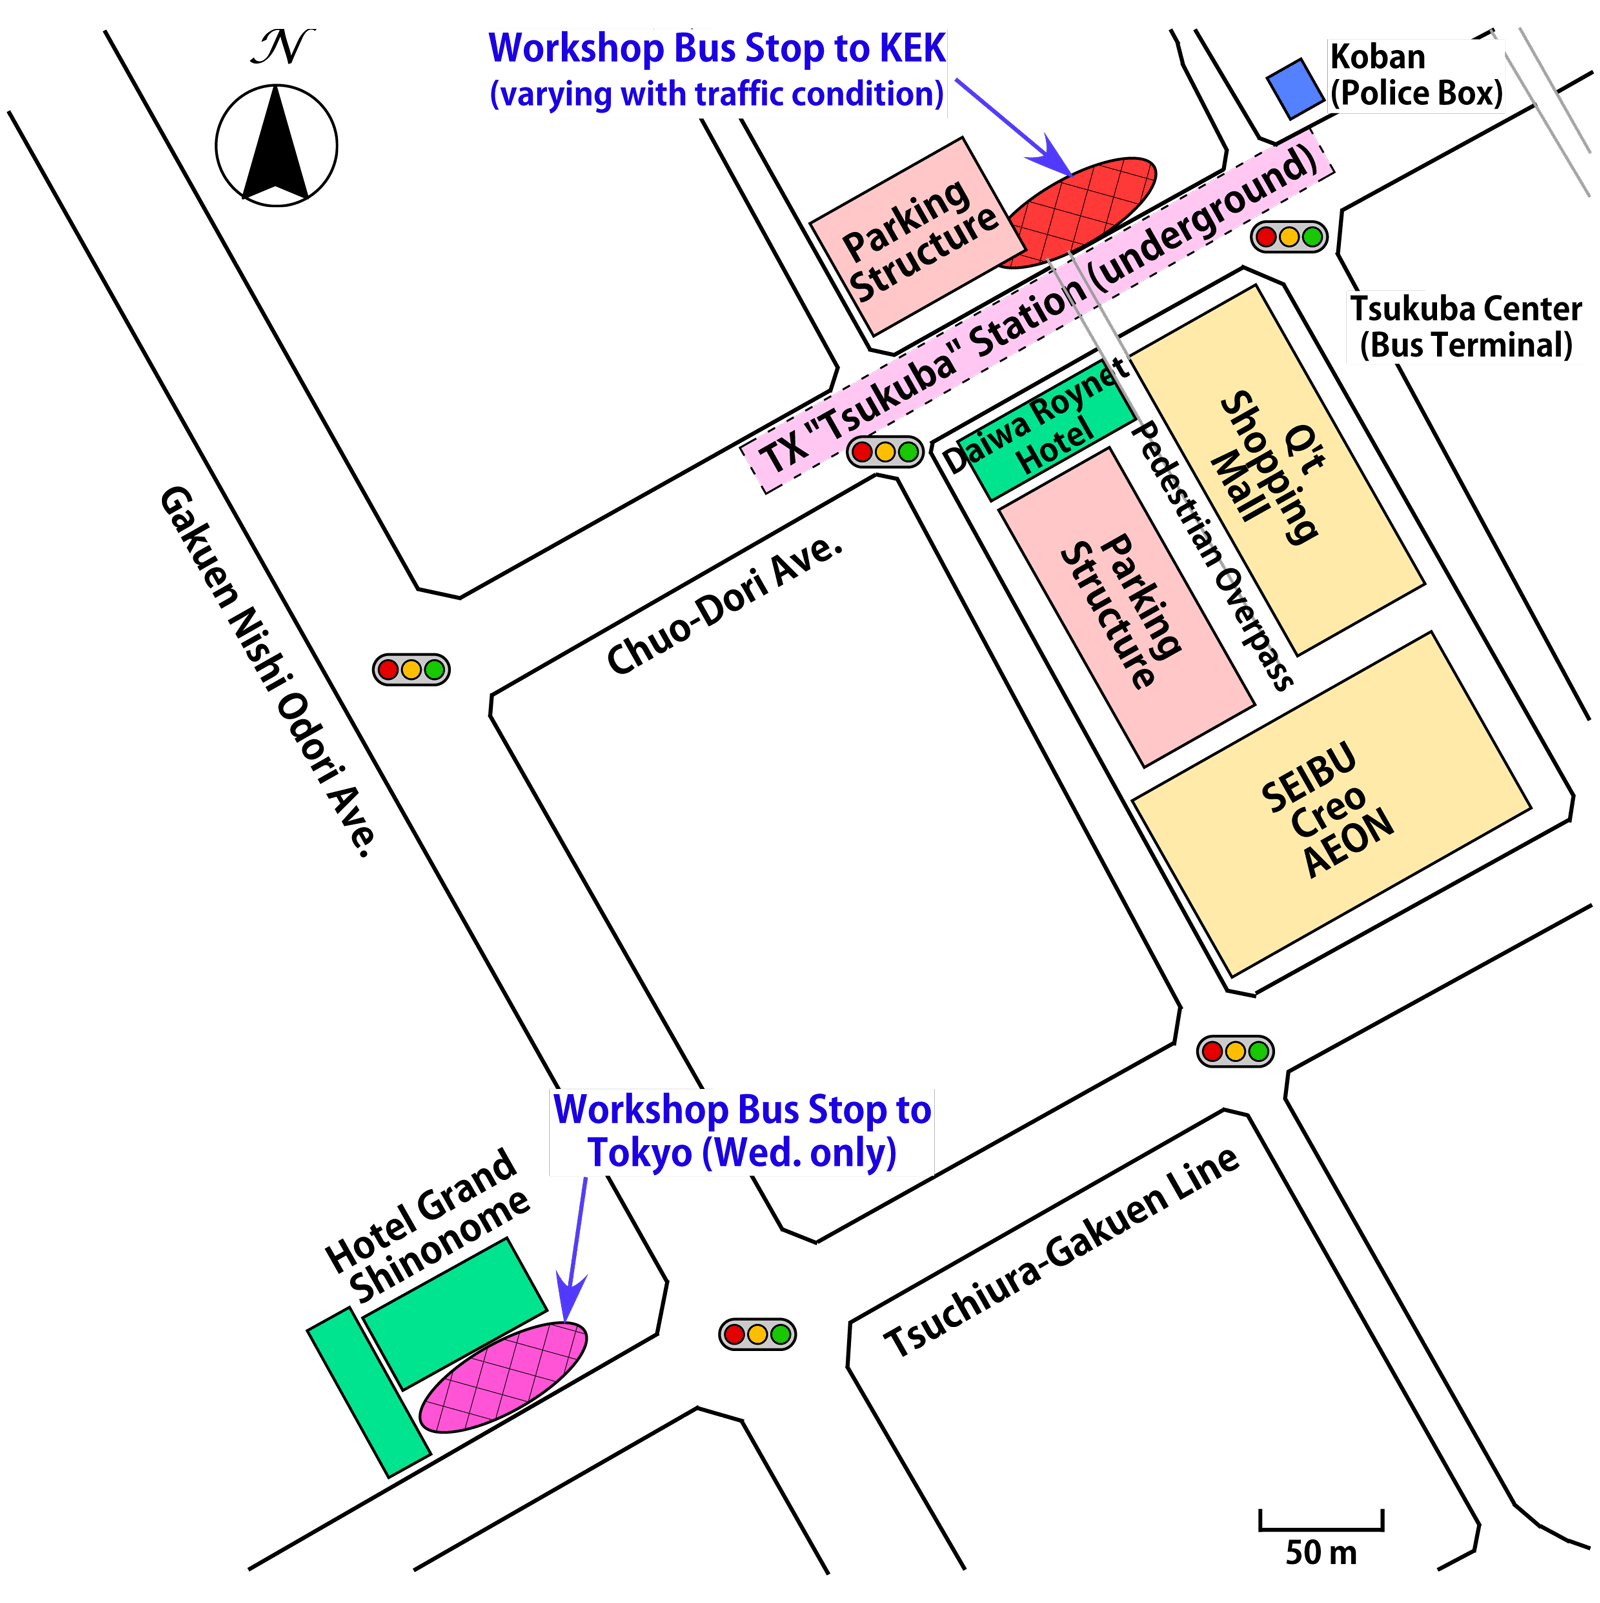 N
Workshop Bus Stop to KEK
(varying with traffic condition)
Koban
(Police Box)
Parking
Structure
TX "Tsukuba" Station (underground)
Tsukuba Center
(Bus Terminal)
Daiwa Roynet
Hotel
Q't
Shopping
Mall
Pedestrian Overpass
Parking
Structure
Gakuen Nishi Odori Ave.
Chuo-Dori Ave.
SEIBU
Creo
AEON
Workshop Bus Stop to
Tokyo (Wed. only)
Hotel Grand
Shinonome
Tsuchiura-Gakuen Line
50 m